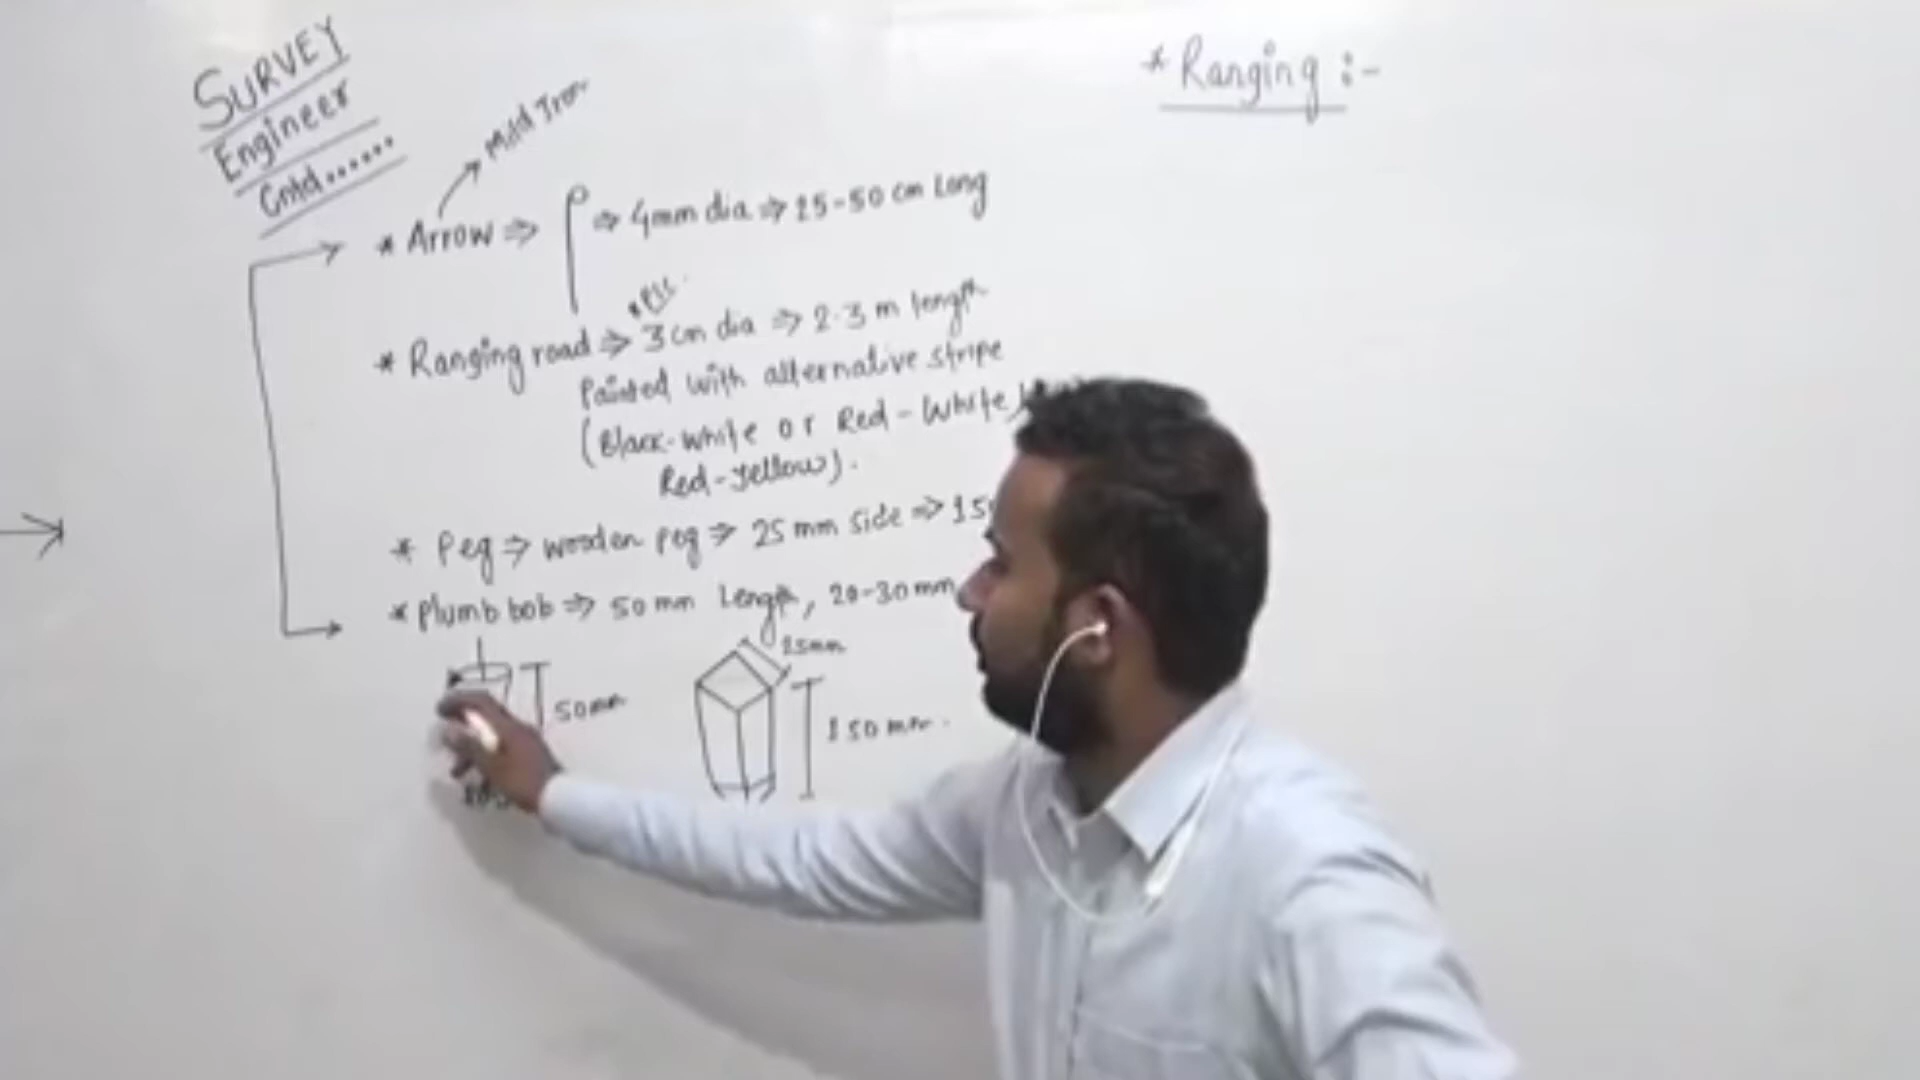 SURVEY
Engineer
Cntd......
Mild Iron
* Arrow ⇒ ⇒ 4mm dia ⇒ 25-50 cm Long
* Ranging road ⇒ 3 cm dia ⇒ 2-3 m length
Painted with alternative stripe
(Black-white or Red-White
Red-yellow).
* Peg ⇒ wooden peg ⇒ 25 mm side ⇒ 15
* Plumb bob ⇒ 50 mm Length, 20-30 mm
50mm
25mm
150 mm.
* Ranging :-